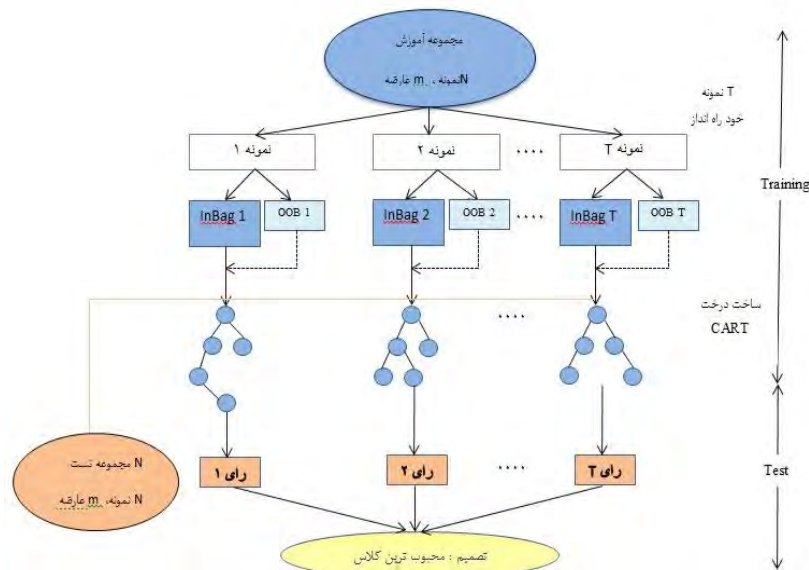 مجموعه آموزش
Nنمونه ، m عارضه
T نمونه
خود راه انداز
نمونه ۱
نمونه ۲
....
نمونه T
Training
InBag 1
OOB 1
InBag 2
OOB 2
....
InBag T
OOB T
ساخت درخت
CART
....
N مجموعه تست
N نمونه، m عارضه
رای ۱
رای ۲
....
رای T
Test
تصمیم : محبوب ترین کلاس